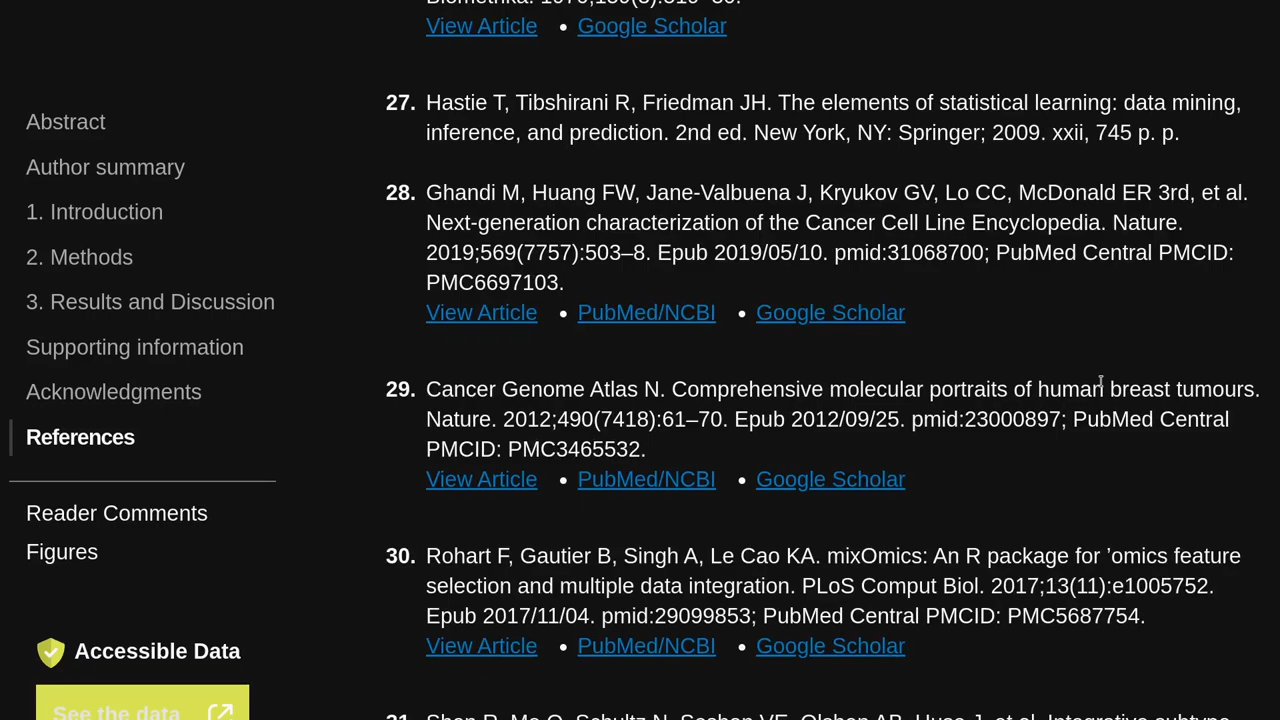 View Article • Google Scholar
Abstract
Author summary
1. Introduction
2. Methods
3. Results and Discussion
Supporting information
Acknowledgments
References
Reader Comments
Figures
Accessible Data
See the data
27. Hastie T, Tibshirani R, Friedman JH. The elements of statistical learning: data mining,
inference, and prediction. 2nd ed. New York, NY: Springer; 2009. xxii, 745 p. p.
28. Ghandi M, Huang FW, Jane-Valbuena J, Kryukov GV, Lo CC, McDonald ER 3rd, et al.
Next-generation characterization of the Cancer Cell Line Encyclopedia. Nature.
2019;569(7757):503–8. Epub 2019/05/10. pmid:31068700; PubMed Central PMCID:
PMC6697103.
View Article • PubMed/NCBI • Google Scholar
29. Cancer Genome Atlas N. Comprehensive molecular portraits of human breast tumours.
Nature. 2012;490(7418):61–70. Epub 2012/09/25. pmid:23000897; PubMed Central
PMCID: PMC3465532.
View Article • PubMed/NCBI • Google Scholar
30. Rohart F, Gautier B, Singh A, Le Cao KA. mixOmics: An R package for ’omics feature
selection and multiple data integration. PLoS Comput Biol. 2017;13(11):e1005752.
Epub 2017/11/04. pmid:29099853; PubMed Central PMCID: PMC5687754.
View Article • PubMed/NCBI • Google Scholar